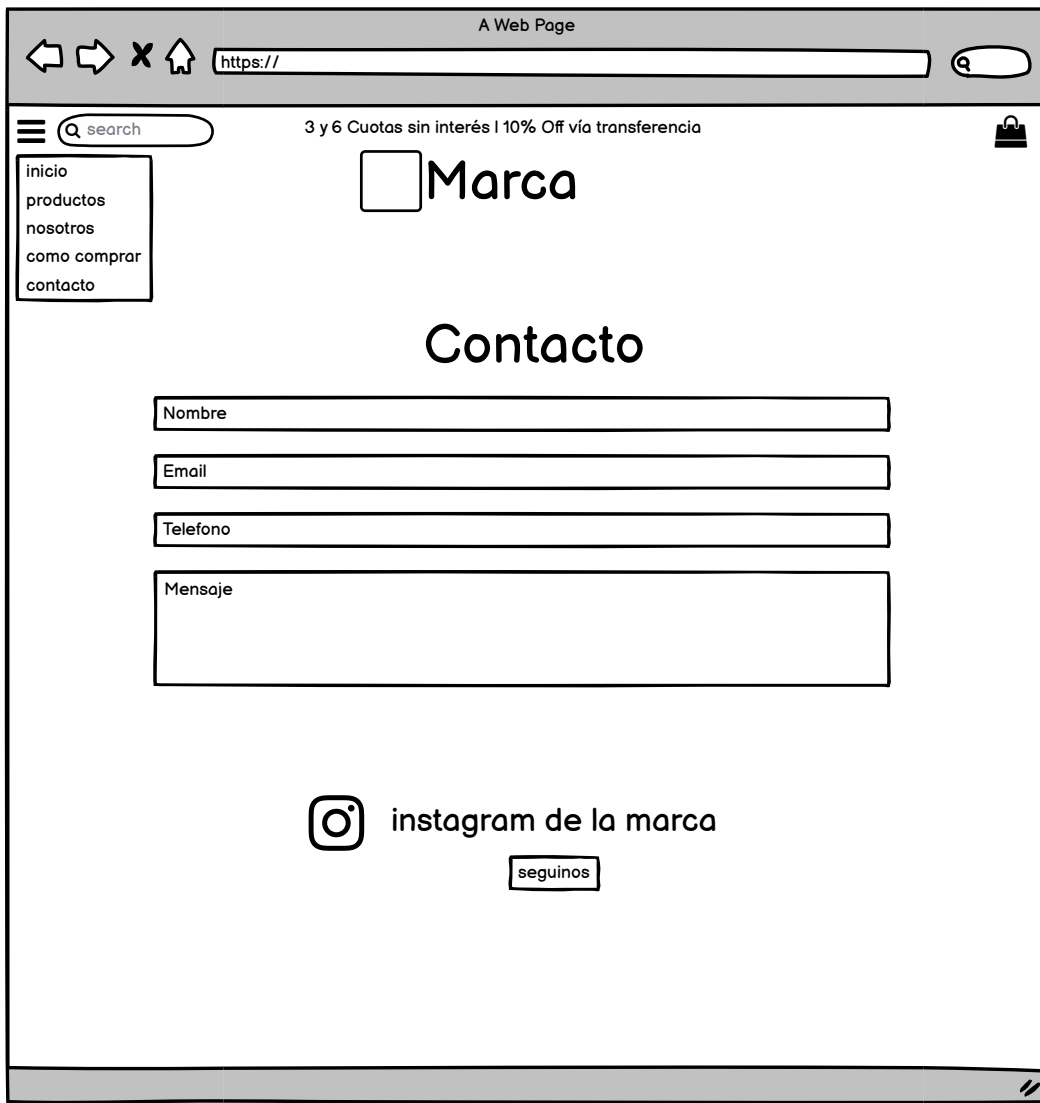 A Web Page
https://
search
3 y 6 Cuotas sin interés | 10% Off vía transferencia
Marca
inicio
productos
nosotros
como comprar
contacto
Contacto
Nombre
Email
Telefono
Mensaje
instagram de la marca
seguinos